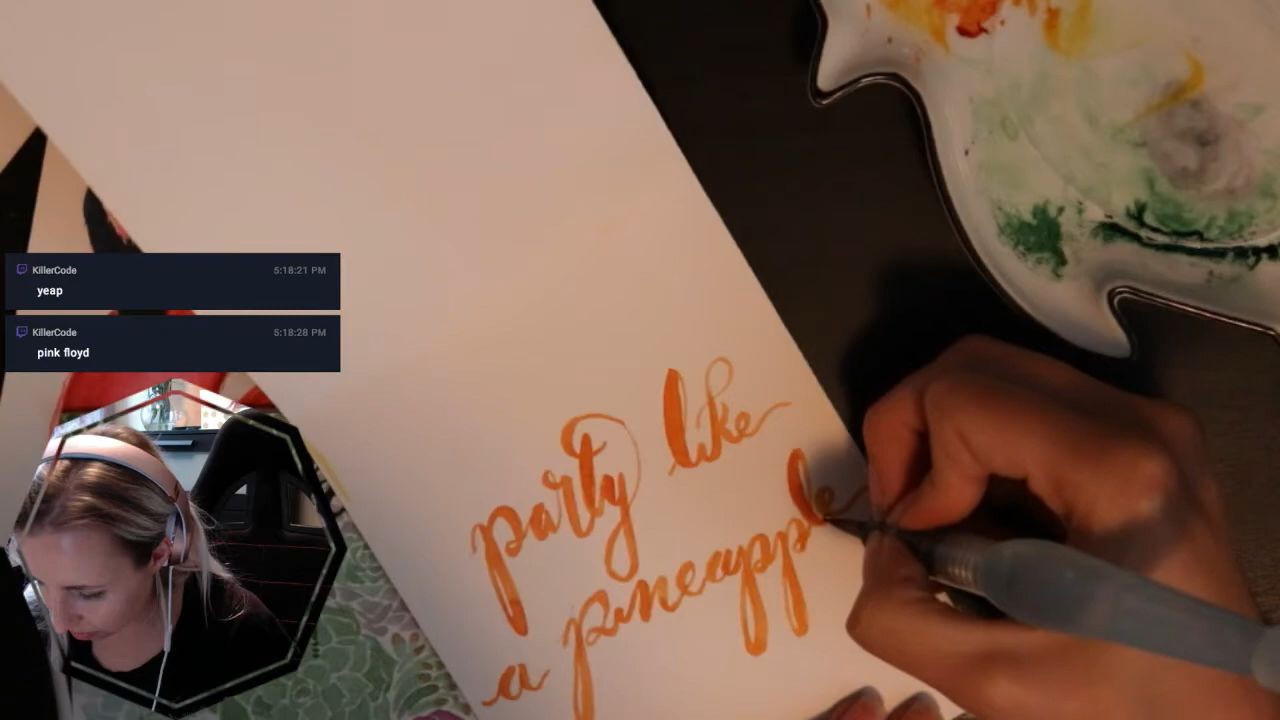 KillerCode 5:18:21 PM
yeap
KillerCode 5:18:28 PM
pink floyd
party like
a pineapple